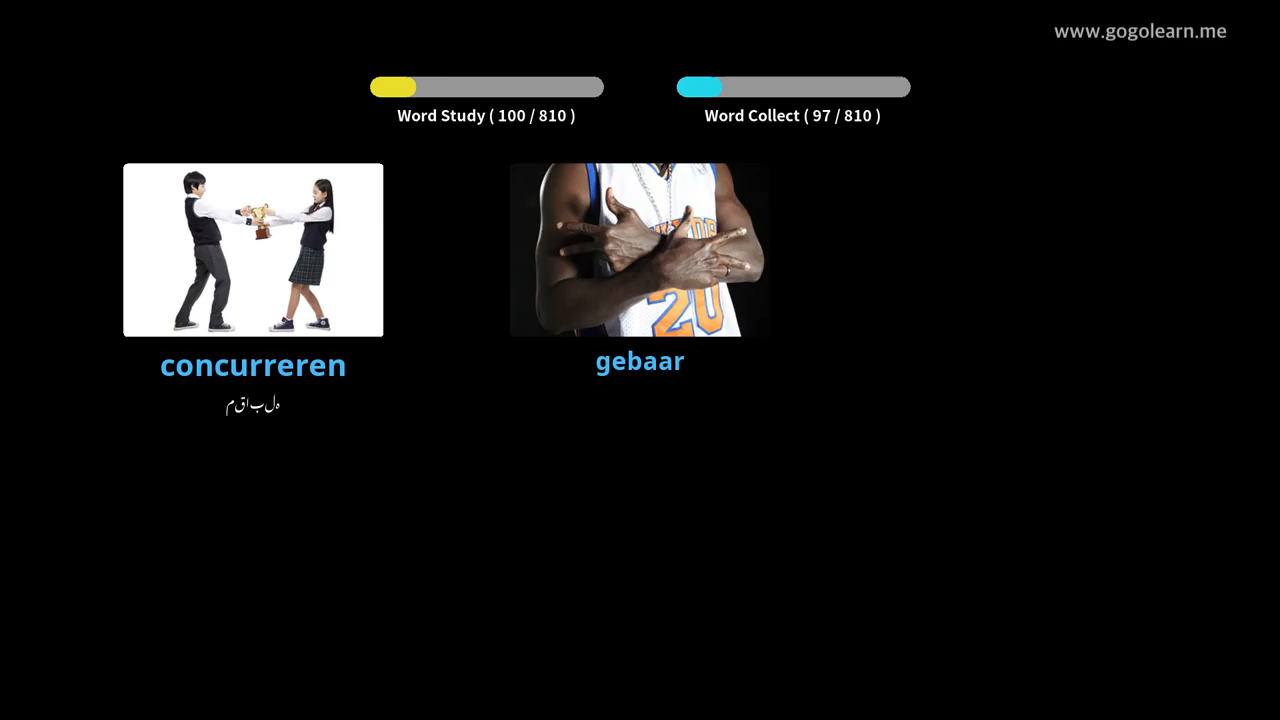 www.gogolearn.me
Word Study ( 100 / 810 )
Word Collect ( 97 / 810 )
20
concurreren
gebaar
مقابلہ